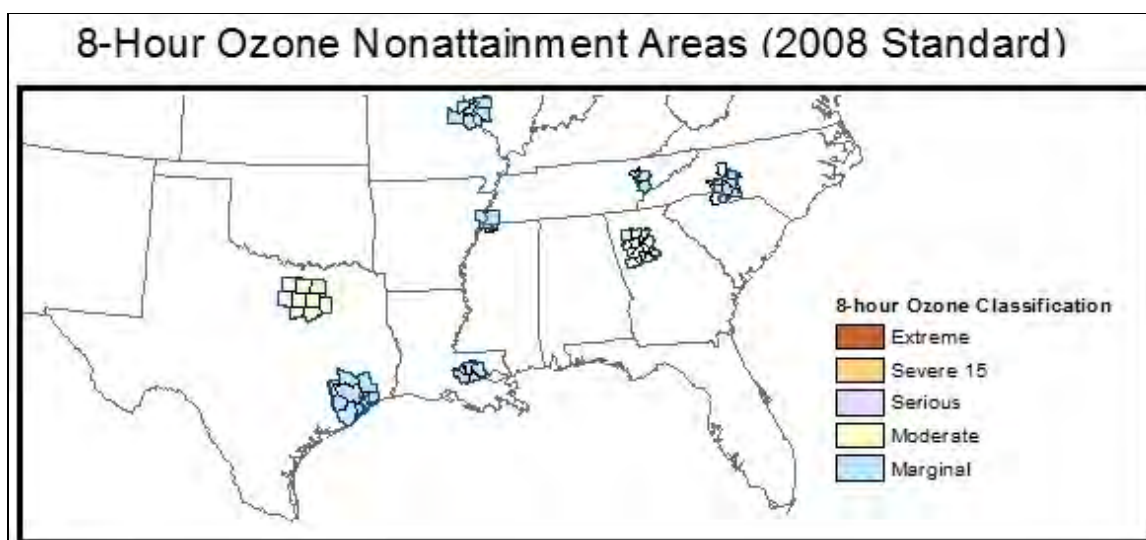 8-Hour Ozone Nonattainment Areas (2008 Standard)
8-hour Ozone Classification
Extreme
Severe 15
Serious
Moderate
Marginal